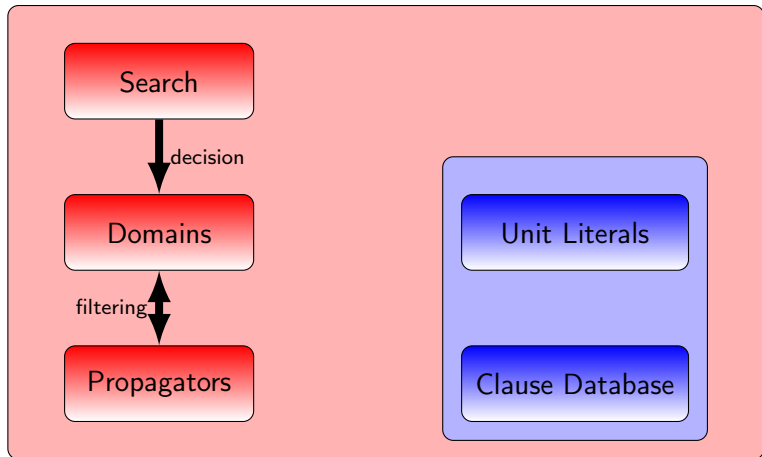 Search
decision
Domains
Unit Literals
filtering
Propagators
Clause Database